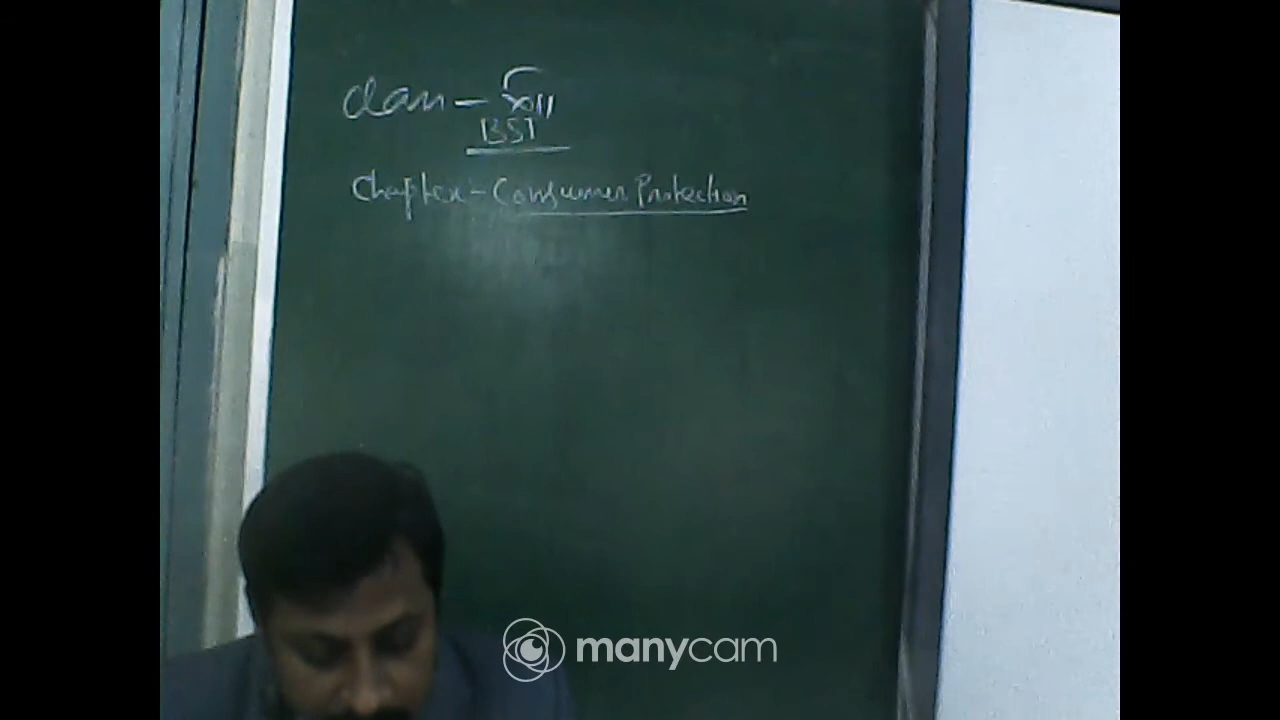 Class - XII
BST
Chapter - Consumer Protection
manycam